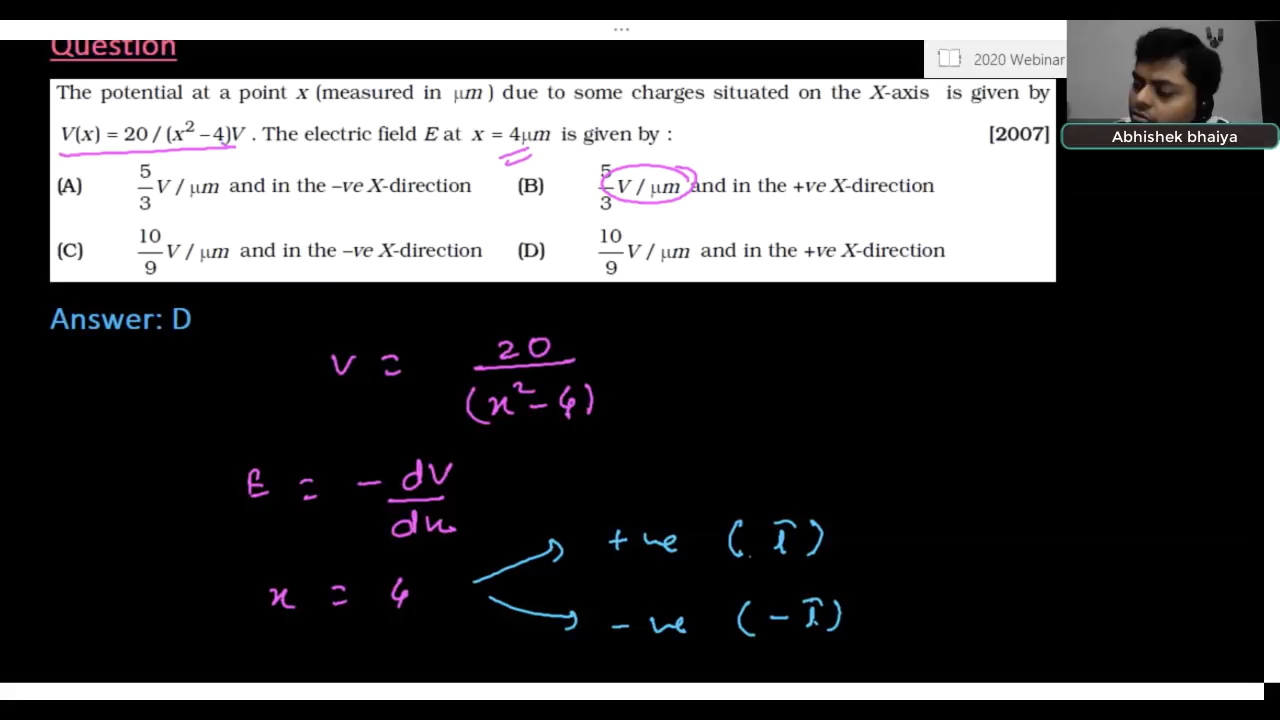 Question
2020 Webinar
Abhishek bhaiya
The potential at a point x (measured in μm) due to some charges situated on the X-axis is given by
V(x) = 20 / (x² – 4)V . The electric field E at x = 4μm is given by : [2007]
(A) 5/3 V / μm and in the –ve X-direction (B) 5/3 V / μm and in the +ve X-direction
(C) 10/9 V / μm and in the –ve X-direction (D) 10/9 V / μm and in the +ve X-direction
Answer: D
V = 20/(x² – 4)
E = – dV/dx
x = 4
+ve (î)
–ve (–î)